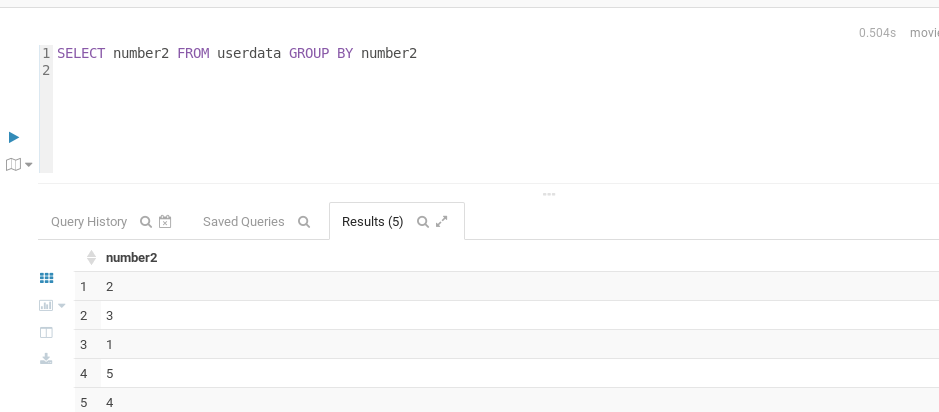 0.504s movie
1 SELECT number2 FROM userdata GROUP BY number2
2
Query History Saved Queries Results (5)
number2
1 2
2 3
3 1
4 5
5 4